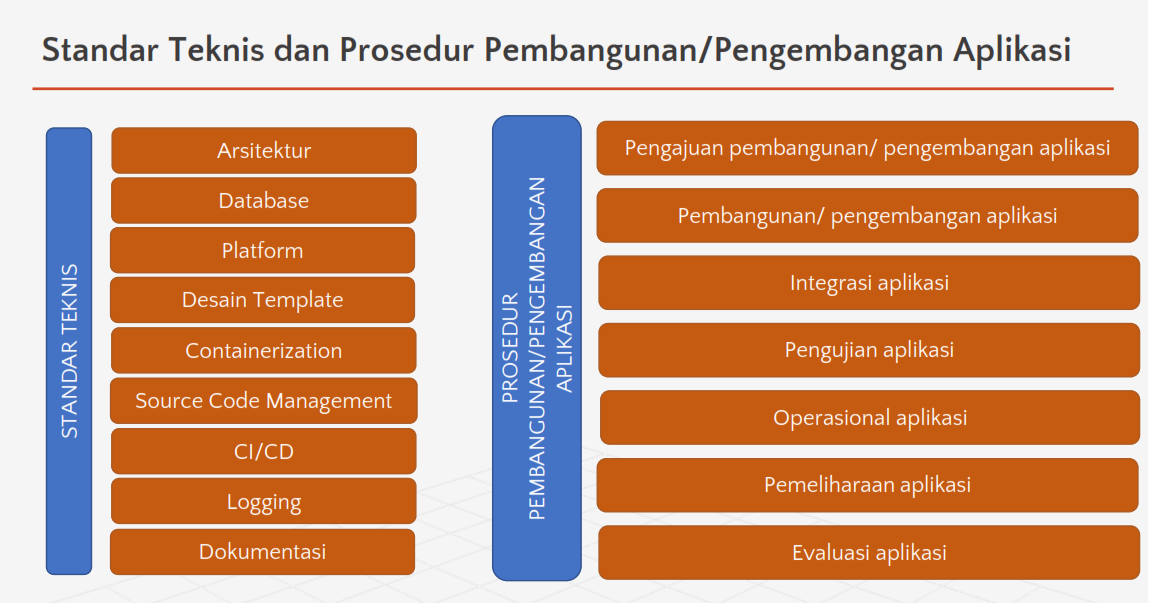 Standar Teknis dan Prosedur Pembangunan/Pengembangan Aplikasi
STANDAR TEKNIS
Arsitektur
Database
Platform
Desain Template
Containerization
Source Code Management
CI/CD
Logging
Dokumentasi
PROSEDUR
PEMBANGUNAN/PENGEMBANGAN
APLIKASI
Pengajuan pembangunan/ pengembangan aplikasi
Pembangunan/ pengembangan aplikasi
Integrasi aplikasi
Pengujian aplikasi
Operasional aplikasi
Pemeliharaan aplikasi
Evaluasi aplikasi